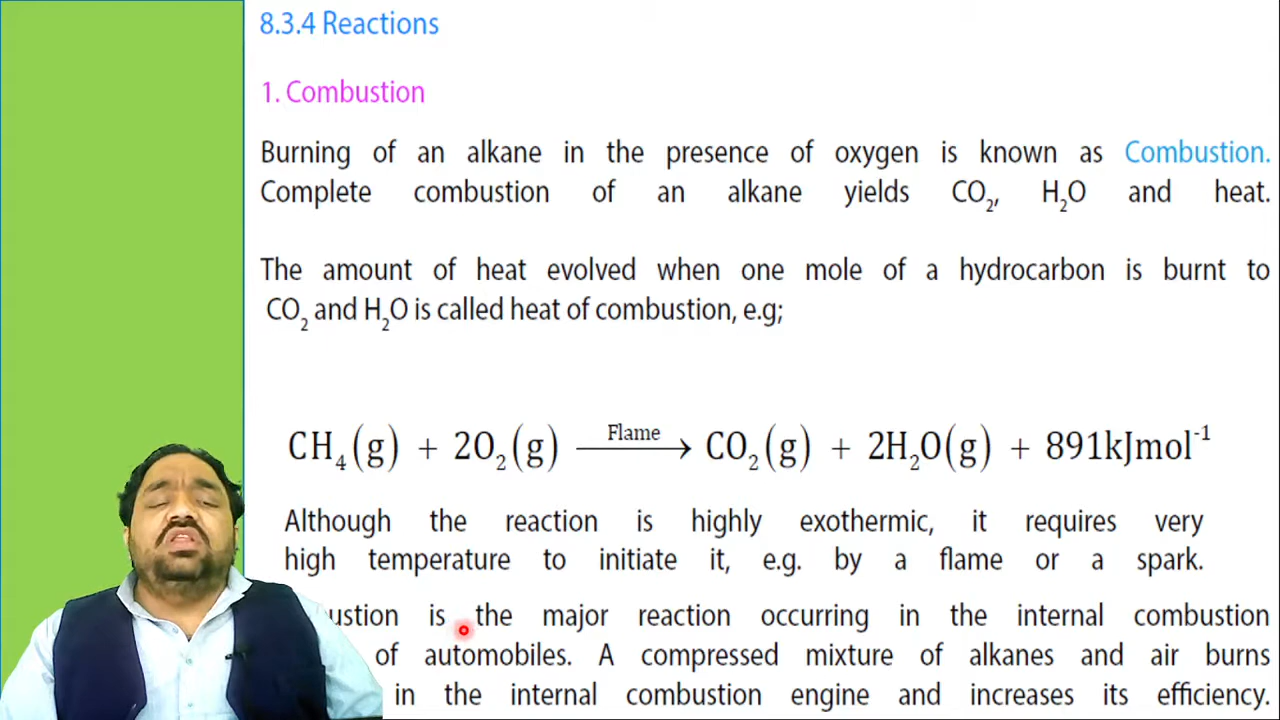 8.3.4 Reactions
1. Combustion
Burning of an alkane in the presence of oxygen is known as Combustion.
Complete combustion of an alkane yields CO₂, H₂O and heat.
The amount of heat evolved when one mole of a hydrocarbon is burnt to
CO₂ and H₂O is called heat of combustion, e.g;
CH₄(g) + 2O₂(g) —Flame→ CO₂(g) + 2H₂O(g) + 891kJmol⁻¹
Although the reaction is highly exothermic, it requires very
high temperature to initiate it, e.g. by a flame or a spark.
ustion is the major reaction occurring in the internal combustion
of automobiles. A compressed mixture of alkanes and air burns
in the internal combustion engine and increases its efficiency.